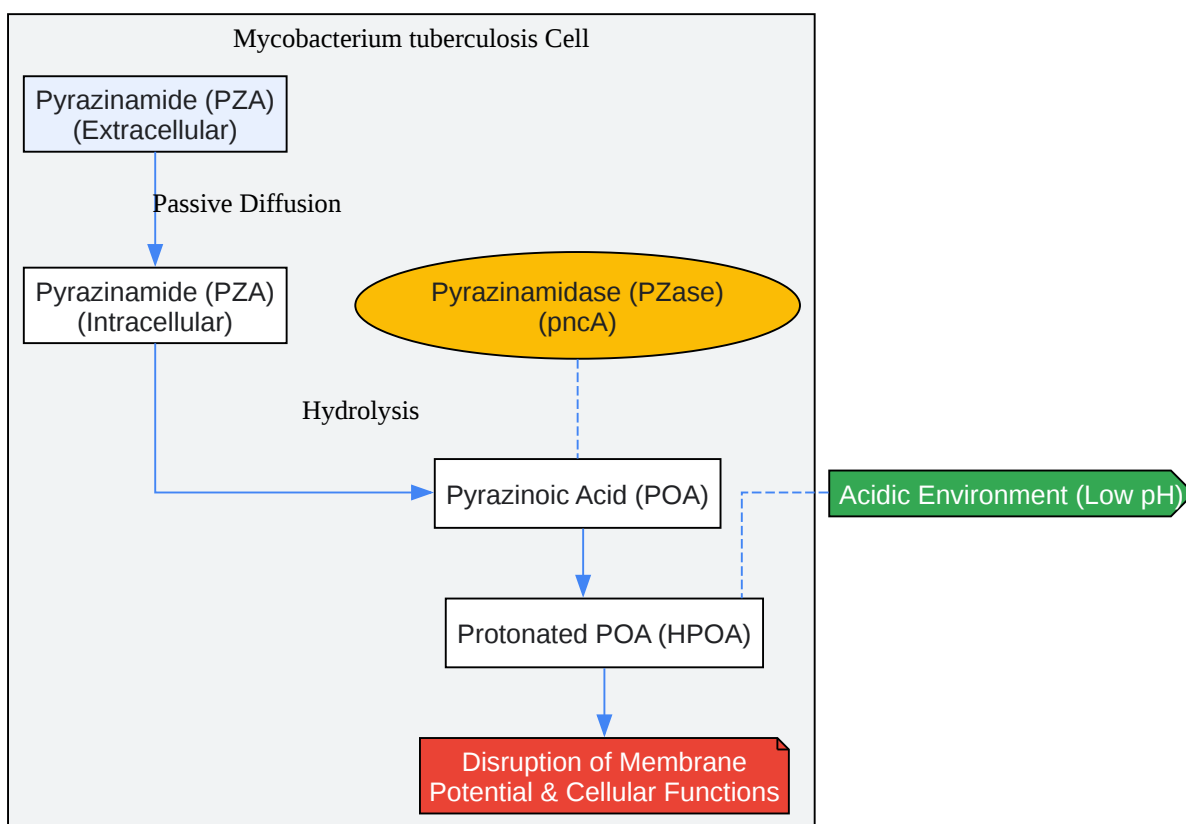 Mycobacterium tuberculosis Cell
Pyrazinamide (PZA)
(Extracellular)
Passive Diffusion
Pyrazinamide (PZA)
(Intracellular)
Pyrazinamidase (PZase)
(pncA)
Hydrolysis
Pyrazinoic Acid (POA)
Acidic Environment (Low pH)
Protonated POA (HPOA)
Disruption of Membrane
Potential & Cellular Functions